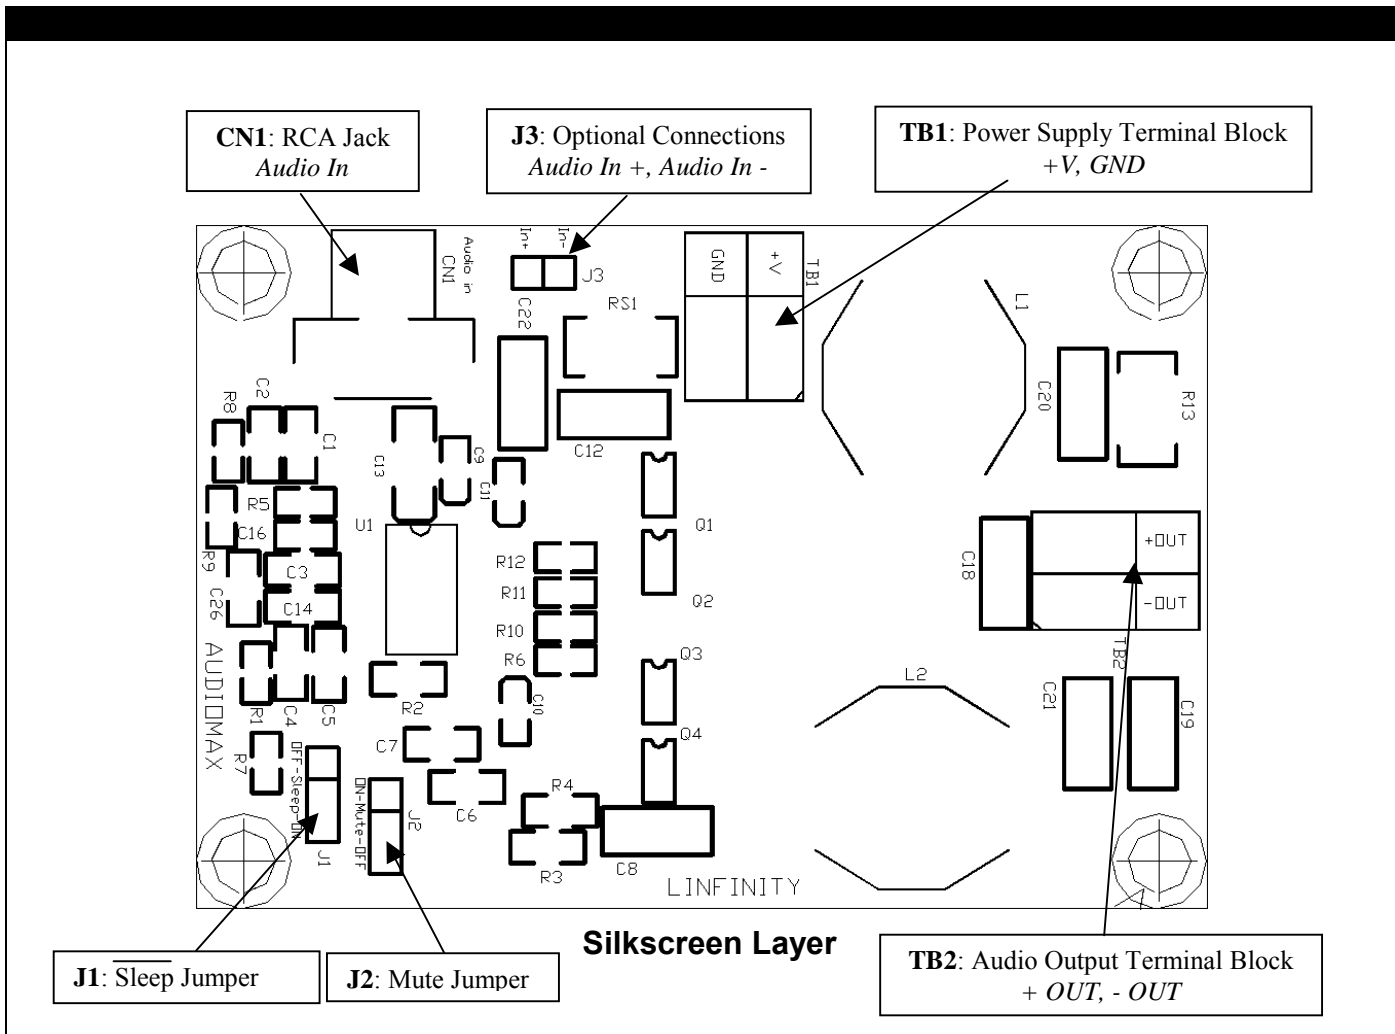 CN1: RCA Jack
Audio In
J3: Optional Connections
Audio In +, Audio In -
TB1: Power Supply Terminal Block
+V, GND
Audio in
CN1
In+
In-
J3
C22
RS1
GND
+V
TB1
L1
C20
R13
R8
C2
C1
C13
C9
C11
C12
R5
C16
U1
R9
C3
C26
C14
R12
R11
R10
R6
Q1
Q2
Q3
Q4
C18
+OUT
-OUT
TB2
AUDIOMAX
R1
C4
C5
R2
C10
C7
C6
R7
OFF-Sleep-ON
J1
ON-Mute-OFF
J2
R4
R3
C8
L2
C21
C19
LINFINITY
Silkscreen Layer
J1: Sleep Jumper
J2: Mute Jumper
TB2: Audio Output Terminal Block
+ OUT, - OUT